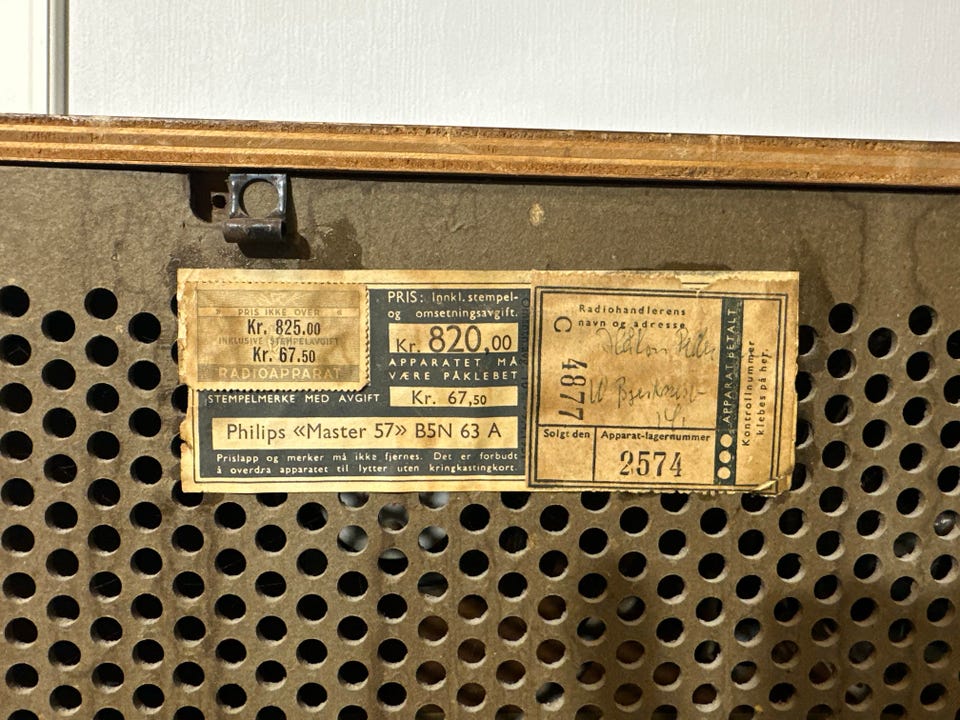 » PRIS IKKE OVER «
Kr. 825.00
INKLUSIVE STEMPELAVGIFT
Kr. 67.50
RADIOAPPARAT
PRIS: Innkl. stempel-
og omsetningsavgift.
Kr. 820,00
APPARATET MÅ
VÆRE PÅKLEBET
STEMPELMERKE MED AVGIFT Kr. 67,50
Philips «Master 57» B5N 63 A
Prislapp og merker må ikke fjernes. Det er forbudt
å overdra apparatet til lytter uten kringkastingkort.
Radiohandlerens
navn og adresse
C 4877
Solgt den
Apparat-lagernummer
2574
APPARAT BETALT
Kontrollnummer
klebes på her.